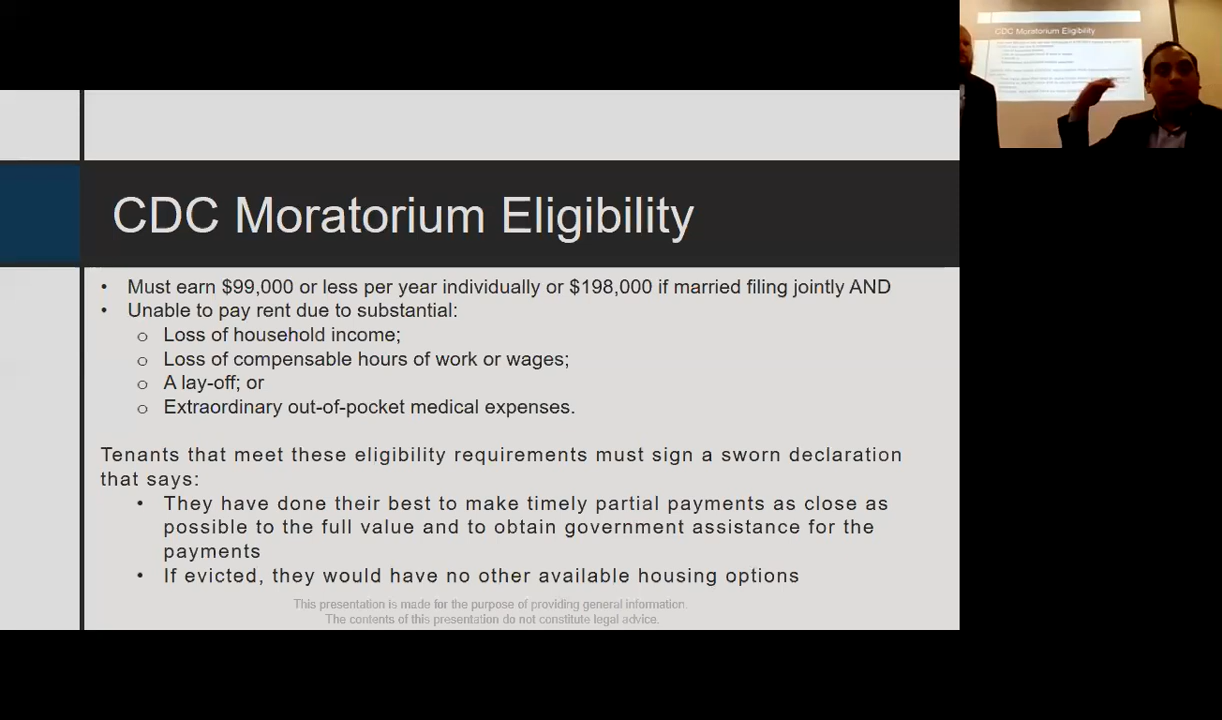 CDC Moratorium Eligibility
• Must earn $99,000 or less per year individually or $198,000 if married filing jointly AND
• Unable to pay rent due to substantial:
o Loss of household income;
o Loss of compensable hours of work or wages;
o A lay-off; or
o Extraordinary out-of-pocket medical expenses.
Tenants that meet these eligibility requirements must sign a sworn declaration
that says:
• They have done their best to make timely partial payments as close as
possible to the full value and to obtain government assistance for the
payments
• If evicted, they would have no other available housing options
This presentation is made for the purpose of providing general information.
The contents of this presentation do not constitute legal advice.
CDC Moratorium Eligibility